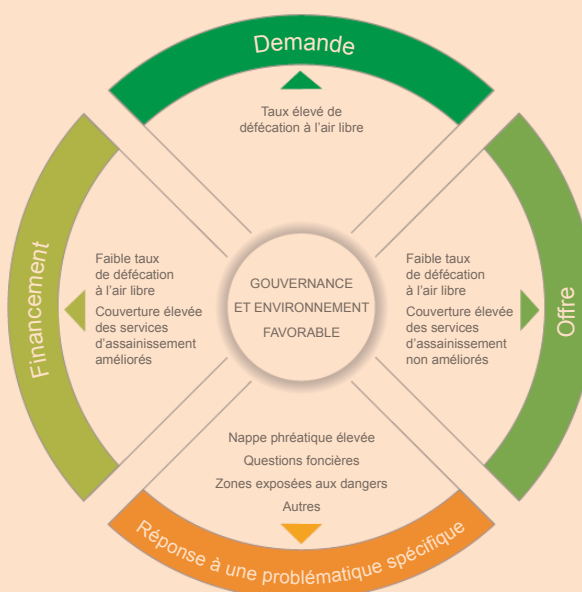 Demande
Taux élevé de
défécation à l'air libre
Financement
Faible taux
de défécation
à l'air libre
Couverture élevée
des services
d'assainissement
améliorés
GOUVERNANCE
ET ENVIRONNEMENT
FAVORABLE
Faible taux
de défécation
à l'air libre
Couverture élevée
des services
d'assainissement
non améliorés
Offre
Nappe phréatique élevée
Questions foncières
Zones exposées aux dangers
Autres
Réponse à une problématique spécifique